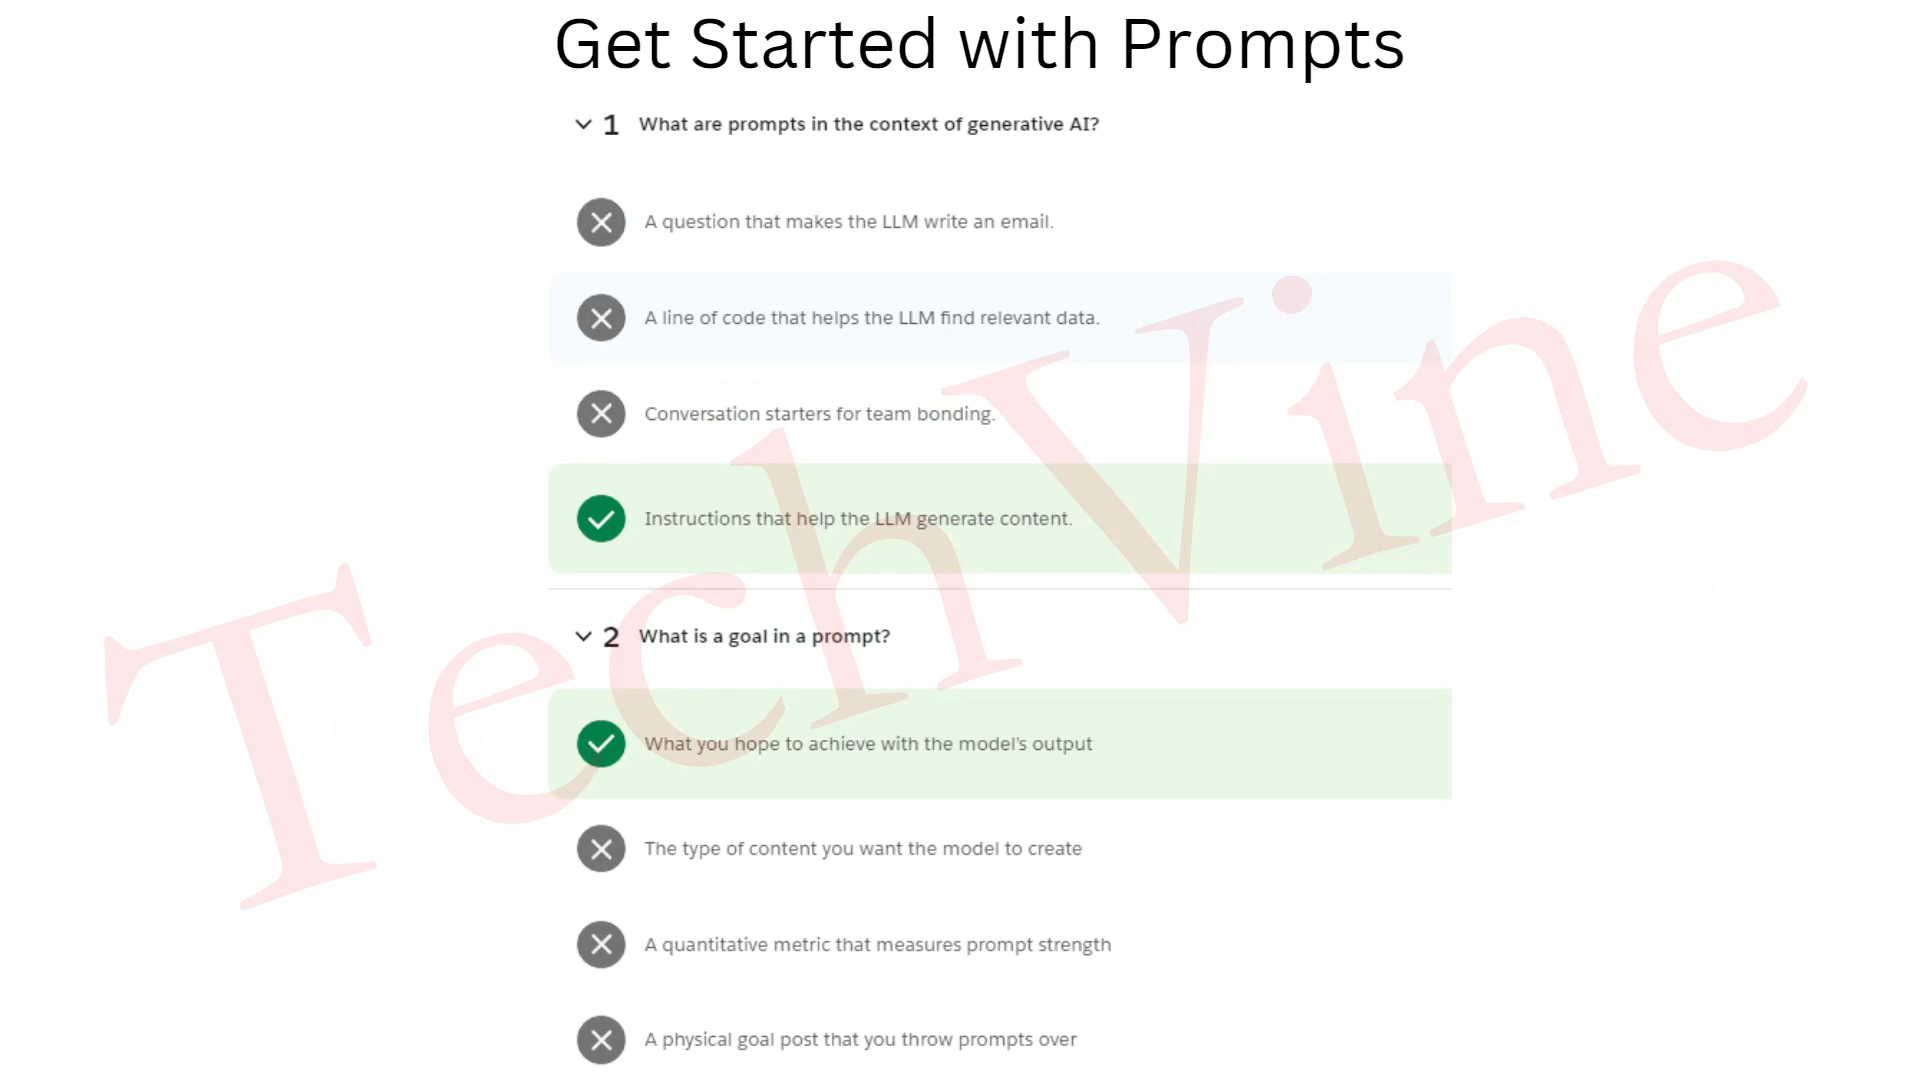 Get Started with Prompts
1 What are prompts in the context of generative AI?
A question that makes the LLM write an email.
A line of code that helps the LLM find relevant data.
Conversation starters for team bonding.
Instructions that help the LLM generate content.
2 What is a goal in a prompt?
What you hope to achieve with the model's output
The type of content you want the model to create
A quantitative metric that measures prompt strength
A physical goal post that you throw prompts over
TechVine